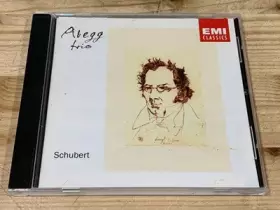 Abegg
trio
EMI
CLASSICS
Schubert